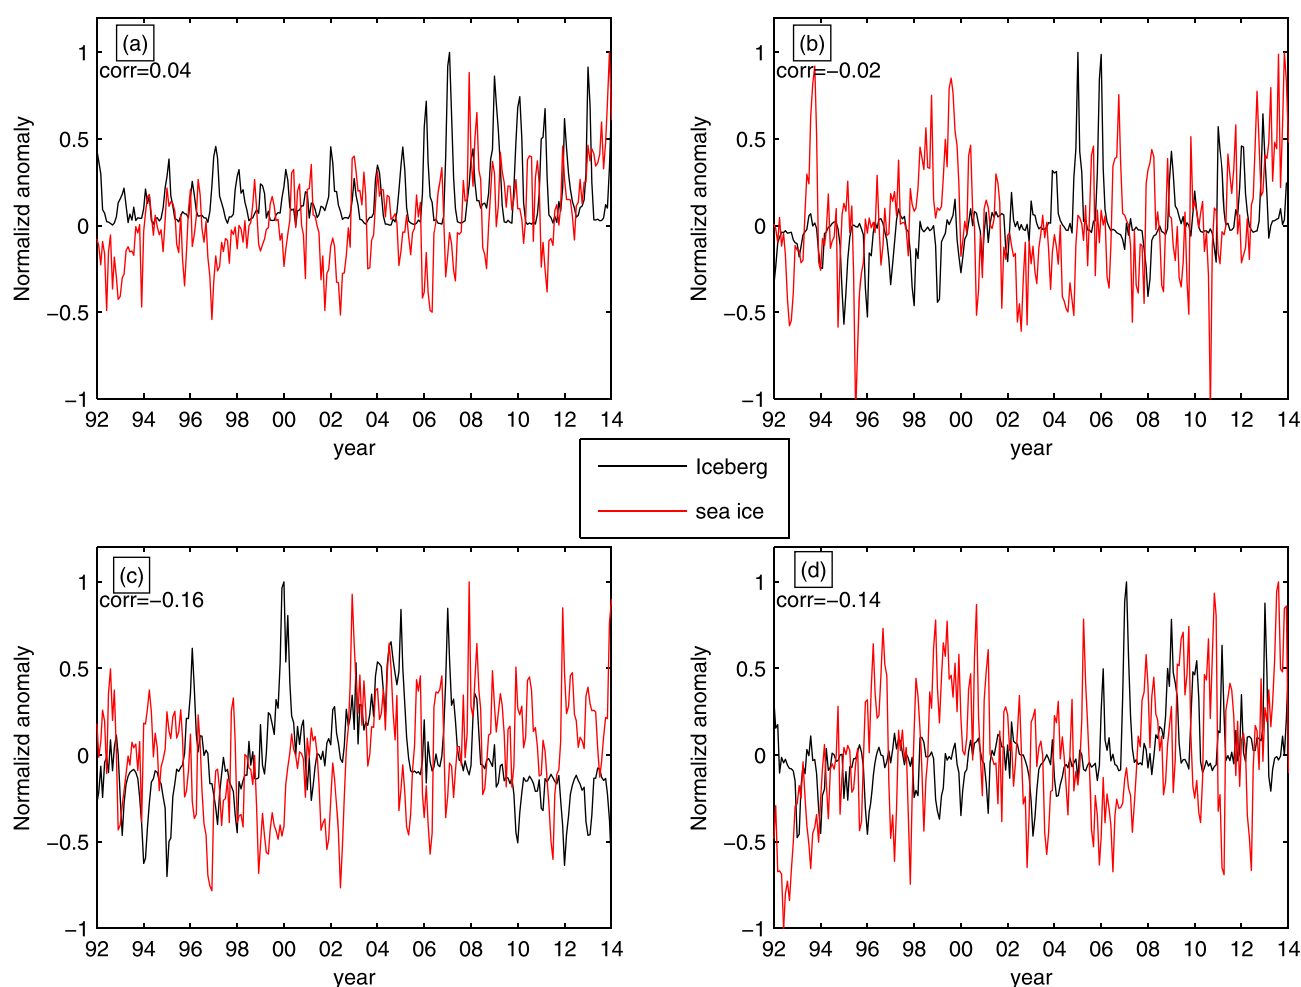 (a)
corr=0.04
1
0.5
0
−0.5
−1
Normalizd anomaly
92 94 96 98 00 02 04 06 08 10 12 14
year
(b)
corr=−0.02
1
0.5
0
−0.5
−1
Normalizd anomaly
92 94 96 98 00 02 04 06 08 10 12 14
year
Iceberg
sea ice
(c)
corr=−0.16
1
0.5
0
−0.5
−1
Normalizd anomaly
92 94 96 98 00 02 04 06 08 10 12 14
year
(d)
corr=−0.14
1
0.5
0
−0.5
−1
Normalizd anomaly
92 94 96 98 00 02 04 06 08 10 12 14
year